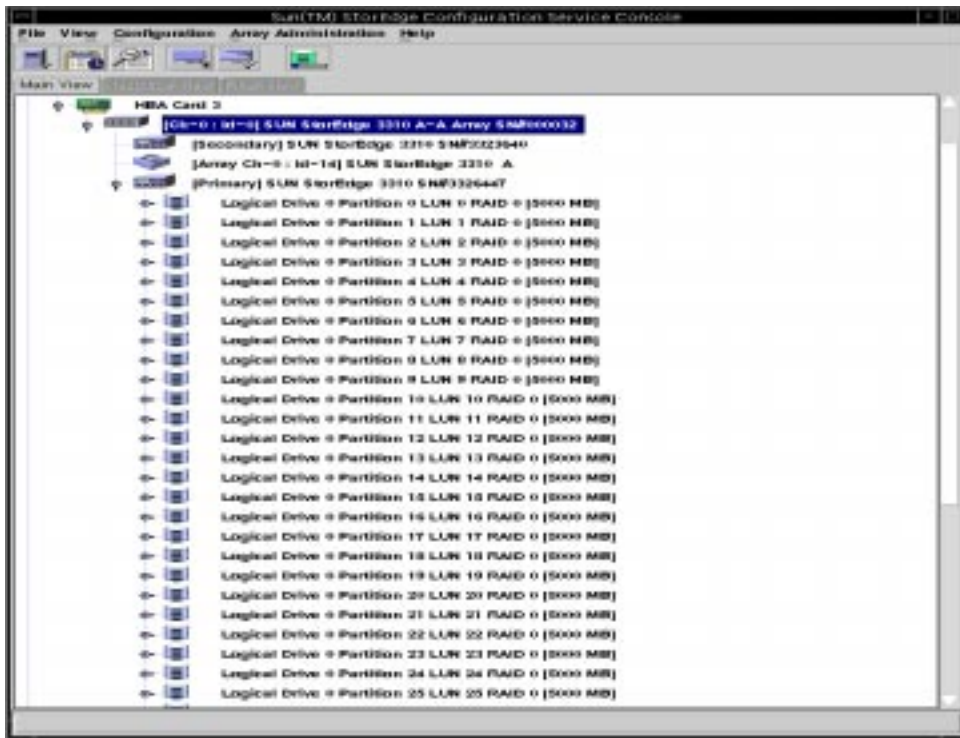 Sun(TM) StorEdge Configuration Service Console
File View Configuration Array Administration Help
Main View
HBA Card 3
[Ch-0 : Id-0] SUN StorEdge 3310 A-A Array SN#000032
[Secondary] SUN StorEdge 3310 SN#3323640
[Array Ch-0 : Id-14] SUN StorEdge 3310 A
[Primary] SUN StorEdge 3310 SN#3326447
Logical Drive 0 Partition 0 LUN 0 RAID 0 [5000 MB]
Logical Drive 0 Partition 1 LUN 1 RAID 0 [5000 MB]
Logical Drive 0 Partition 2 LUN 2 RAID 0 [5000 MB]
Logical Drive 0 Partition 3 LUN 3 RAID 0 [5000 MB]
Logical Drive 0 Partition 4 LUN 4 RAID 0 [5000 MB]
Logical Drive 0 Partition 5 LUN 5 RAID 0 [5000 MB]
Logical Drive 0 Partition 6 LUN 6 RAID 0 [5000 MB]
Logical Drive 0 Partition 7 LUN 7 RAID 0 [5000 MB]
Logical Drive 0 Partition 8 LUN 8 RAID 0 [5000 MB]
Logical Drive 0 Partition 9 LUN 9 RAID 0 [5000 MB]
Logical Drive 0 Partition 10 LUN 10 RAID 0 [5000 MB]
Logical Drive 0 Partition 11 LUN 11 RAID 0 [5000 MB]
Logical Drive 0 Partition 12 LUN 12 RAID 0 [5000 MB]
Logical Drive 0 Partition 13 LUN 13 RAID 0 [5000 MB]
Logical Drive 0 Partition 14 LUN 14 RAID 0 [5000 MB]
Logical Drive 0 Partition 15 LUN 15 RAID 0 [5000 MB]
Logical Drive 0 Partition 16 LUN 16 RAID 0 [5000 MB]
Logical Drive 0 Partition 17 LUN 17 RAID 0 [5000 MB]
Logical Drive 0 Partition 18 LUN 18 RAID 0 [5000 MB]
Logical Drive 0 Partition 19 LUN 19 RAID 0 [5000 MB]
Logical Drive 0 Partition 20 LUN 20 RAID 0 [5000 MB]
Logical Drive 0 Partition 21 LUN 21 RAID 0 [5000 MB]
Logical Drive 0 Partition 22 LUN 22 RAID 0 [5000 MB]
Logical Drive 0 Partition 23 LUN 23 RAID 0 [5000 MB]
Logical Drive 0 Partition 24 LUN 24 RAID 0 [5000 MB]
Logical Drive 0 Partition 25 LUN 25 RAID 0 [5000 MB]